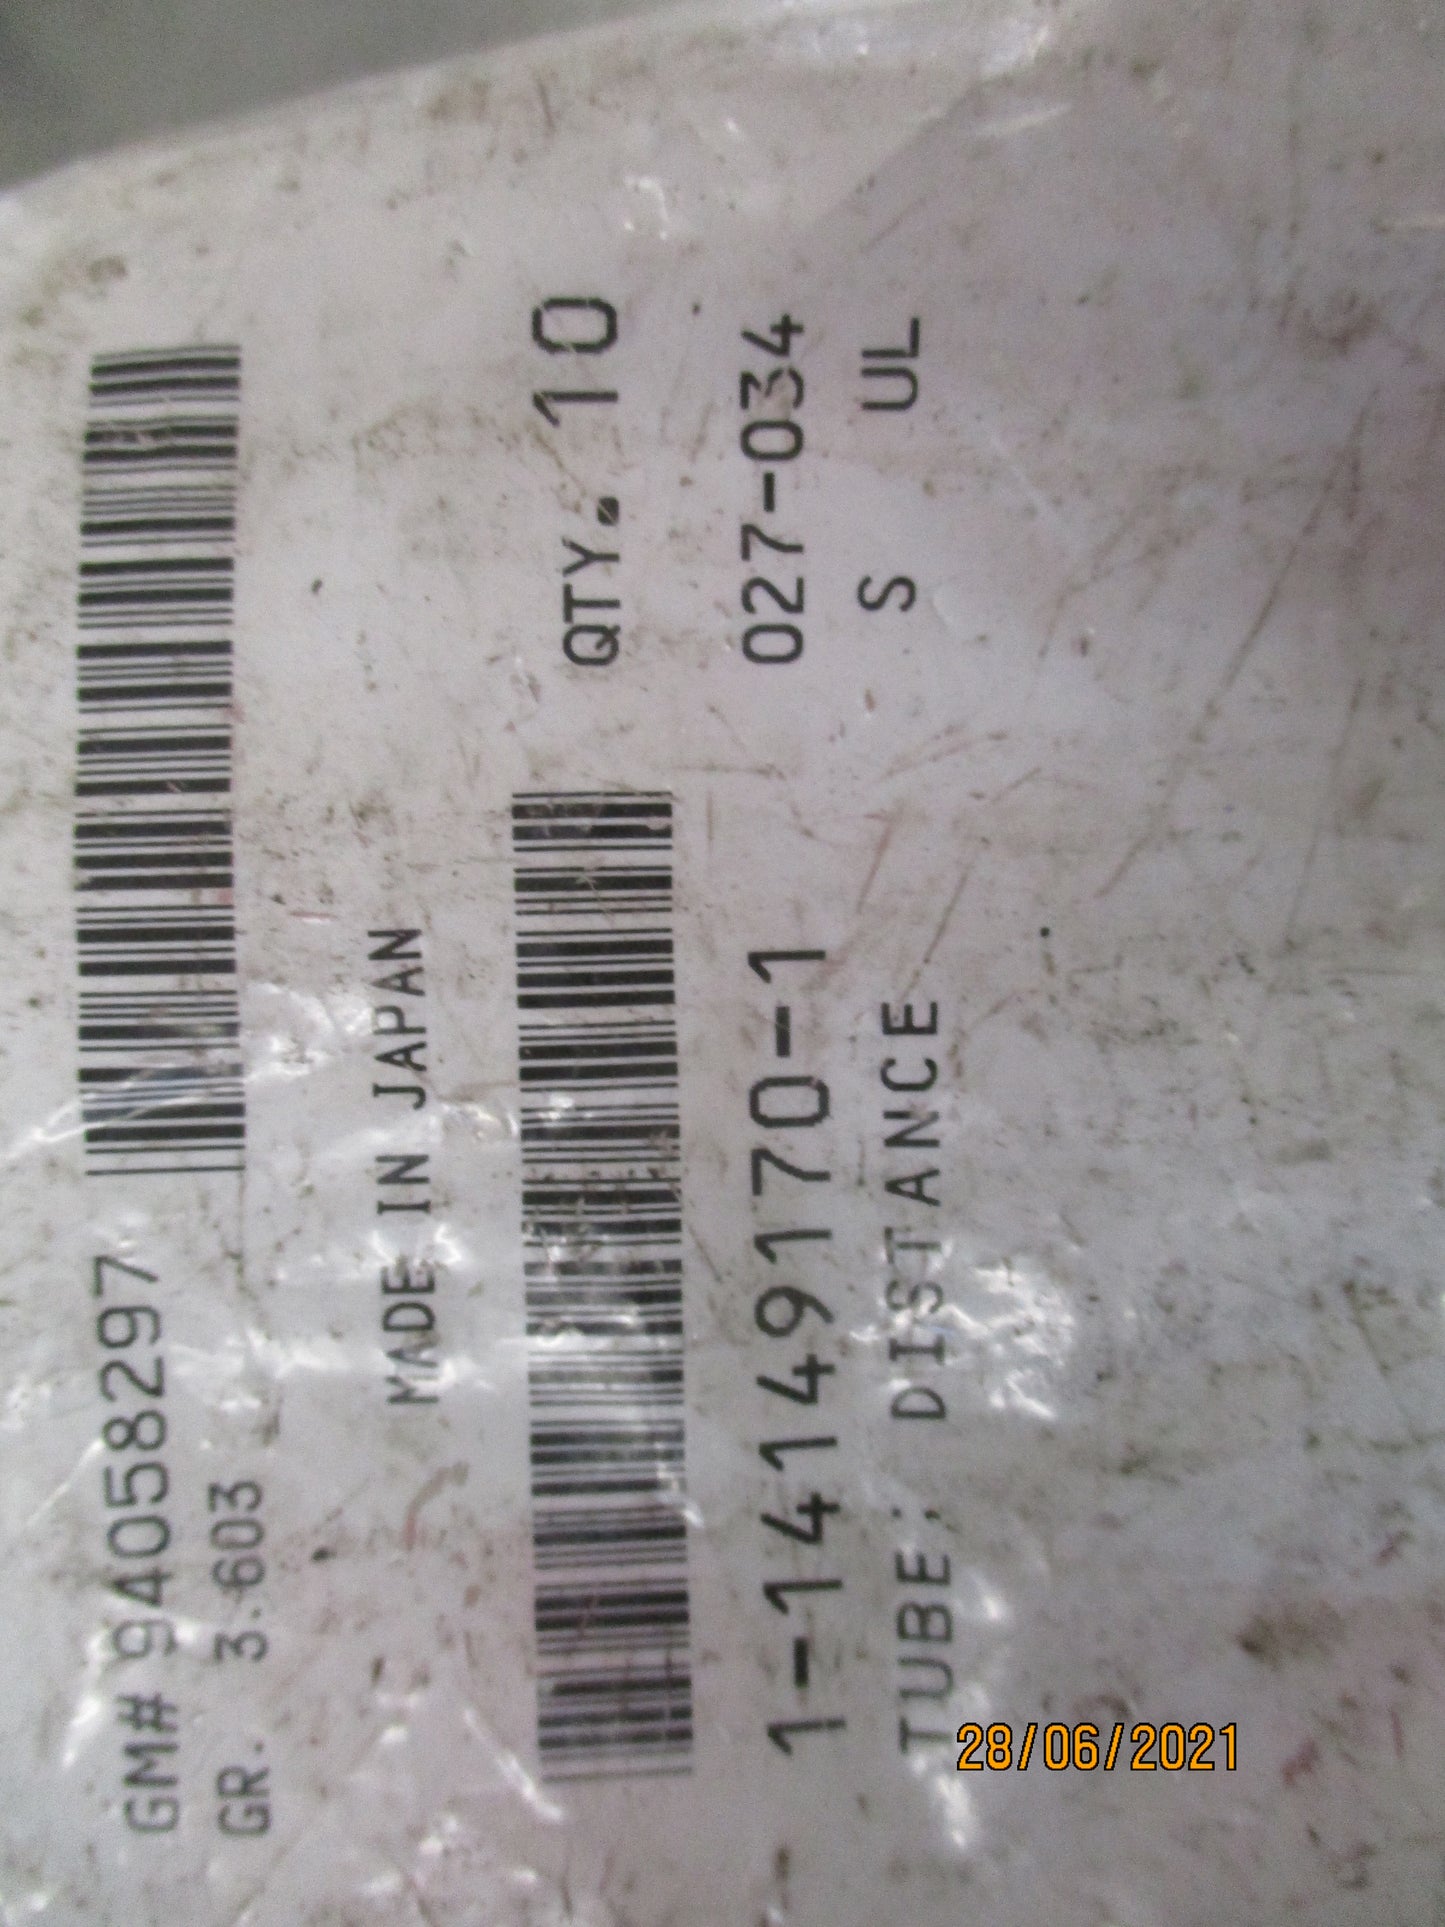 GM# 94058297
GR. 3.603
MADE IN JAPAN
QTY. 10
1-14149170-1
027-034
TUBE; DISTANCE
S UL
28/06/2021